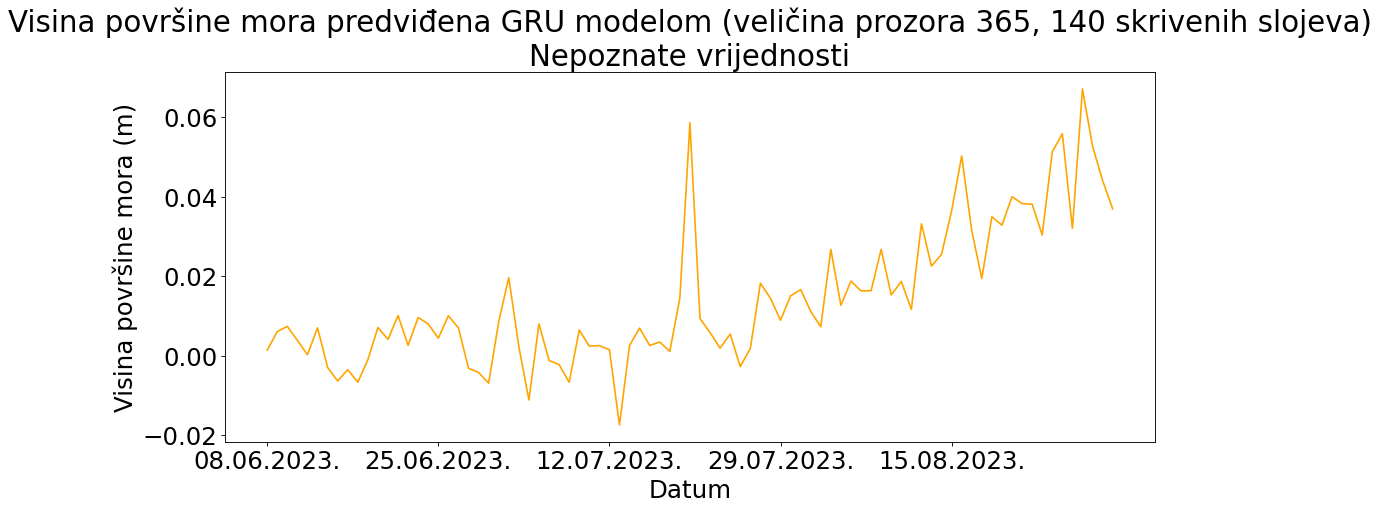 Visina površine mora predviđena GRU modelom (veličina prozora 365, 140 skrivenih slojeva)
Nepoznate vrijednosti
Visina površine mora (m)
0.06
0.04
0.02
0.00
−0.02
08.06.2023. 25.06.2023. 12.07.2023. 29.07.2023. 15.08.2023.
Datum